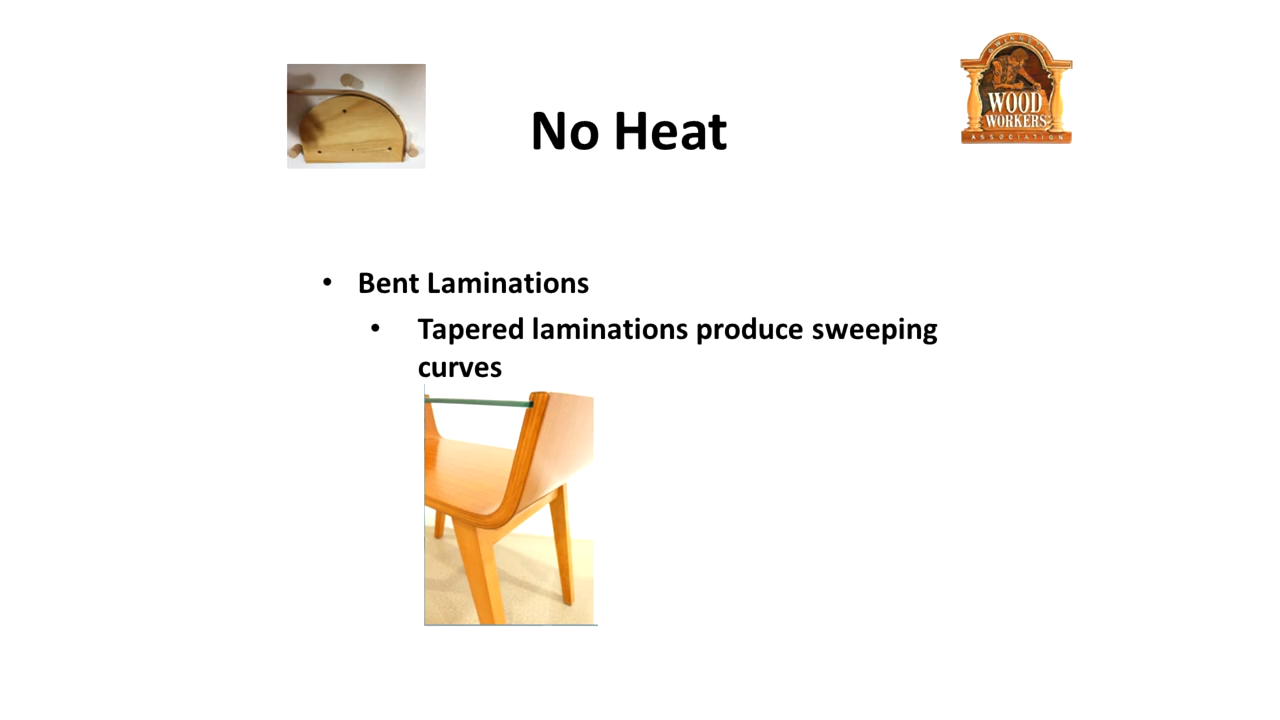 No Heat
WOOD
WORKERS
ASSOCIATION
• Bent Laminations
• Tapered laminations produce sweeping
curves